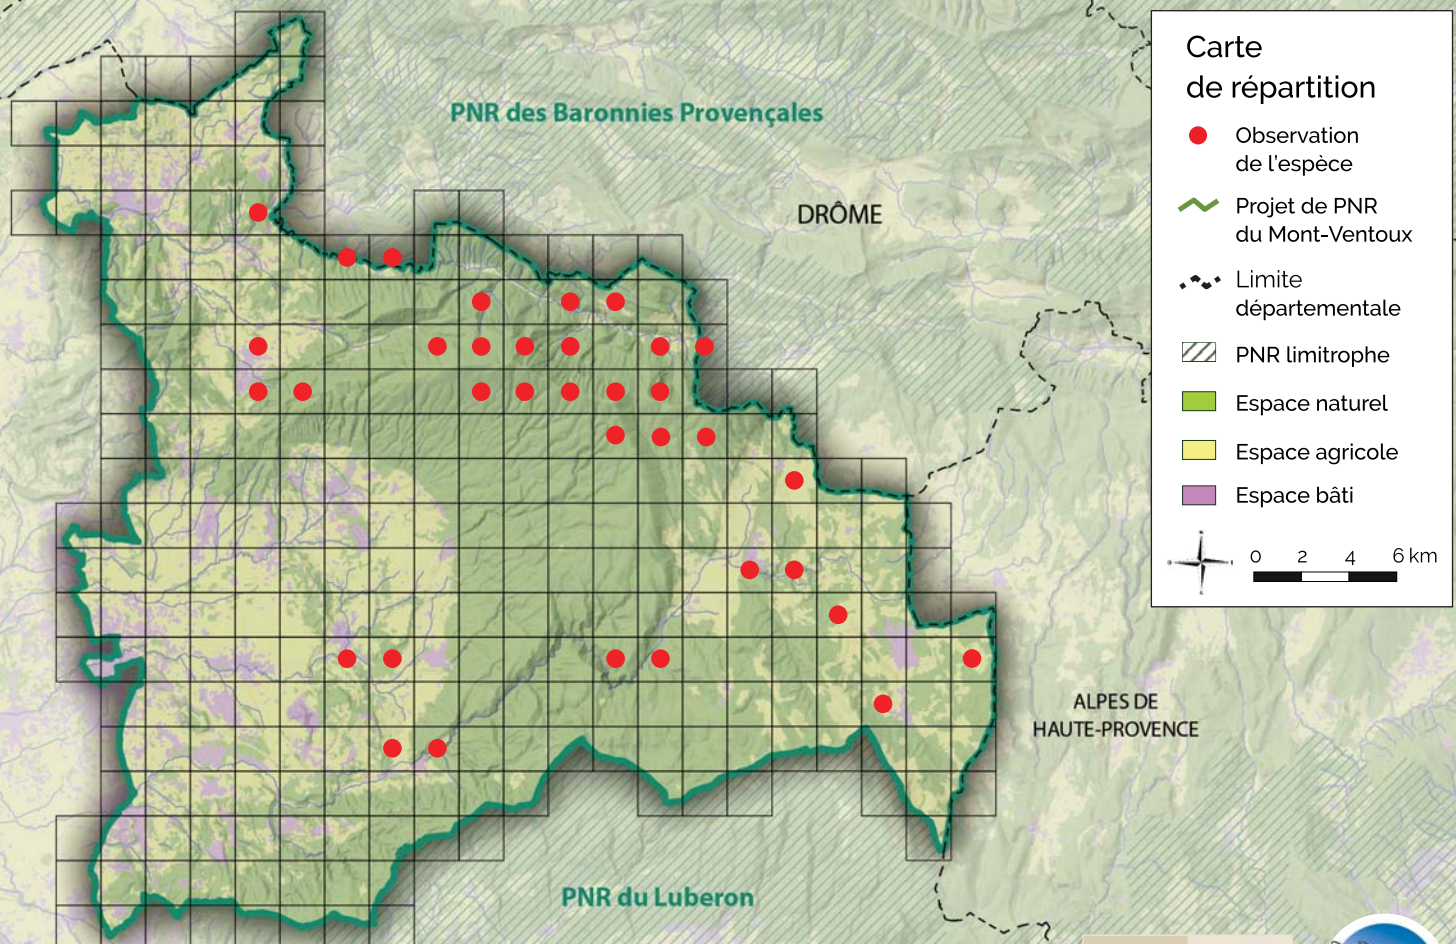 PNR des Baronnies Provençales
DRÔME
ALPES DE
HAUTE-PROVENCE
PNR du Luberon
Carte
de répartition
Observation
de l'espèce
Projet de PNR
du Mont-Ventoux
Limite
départementale
PNR limitrophe
Espace naturel
Espace agricole
Espace bâti
0 2 4 6 km